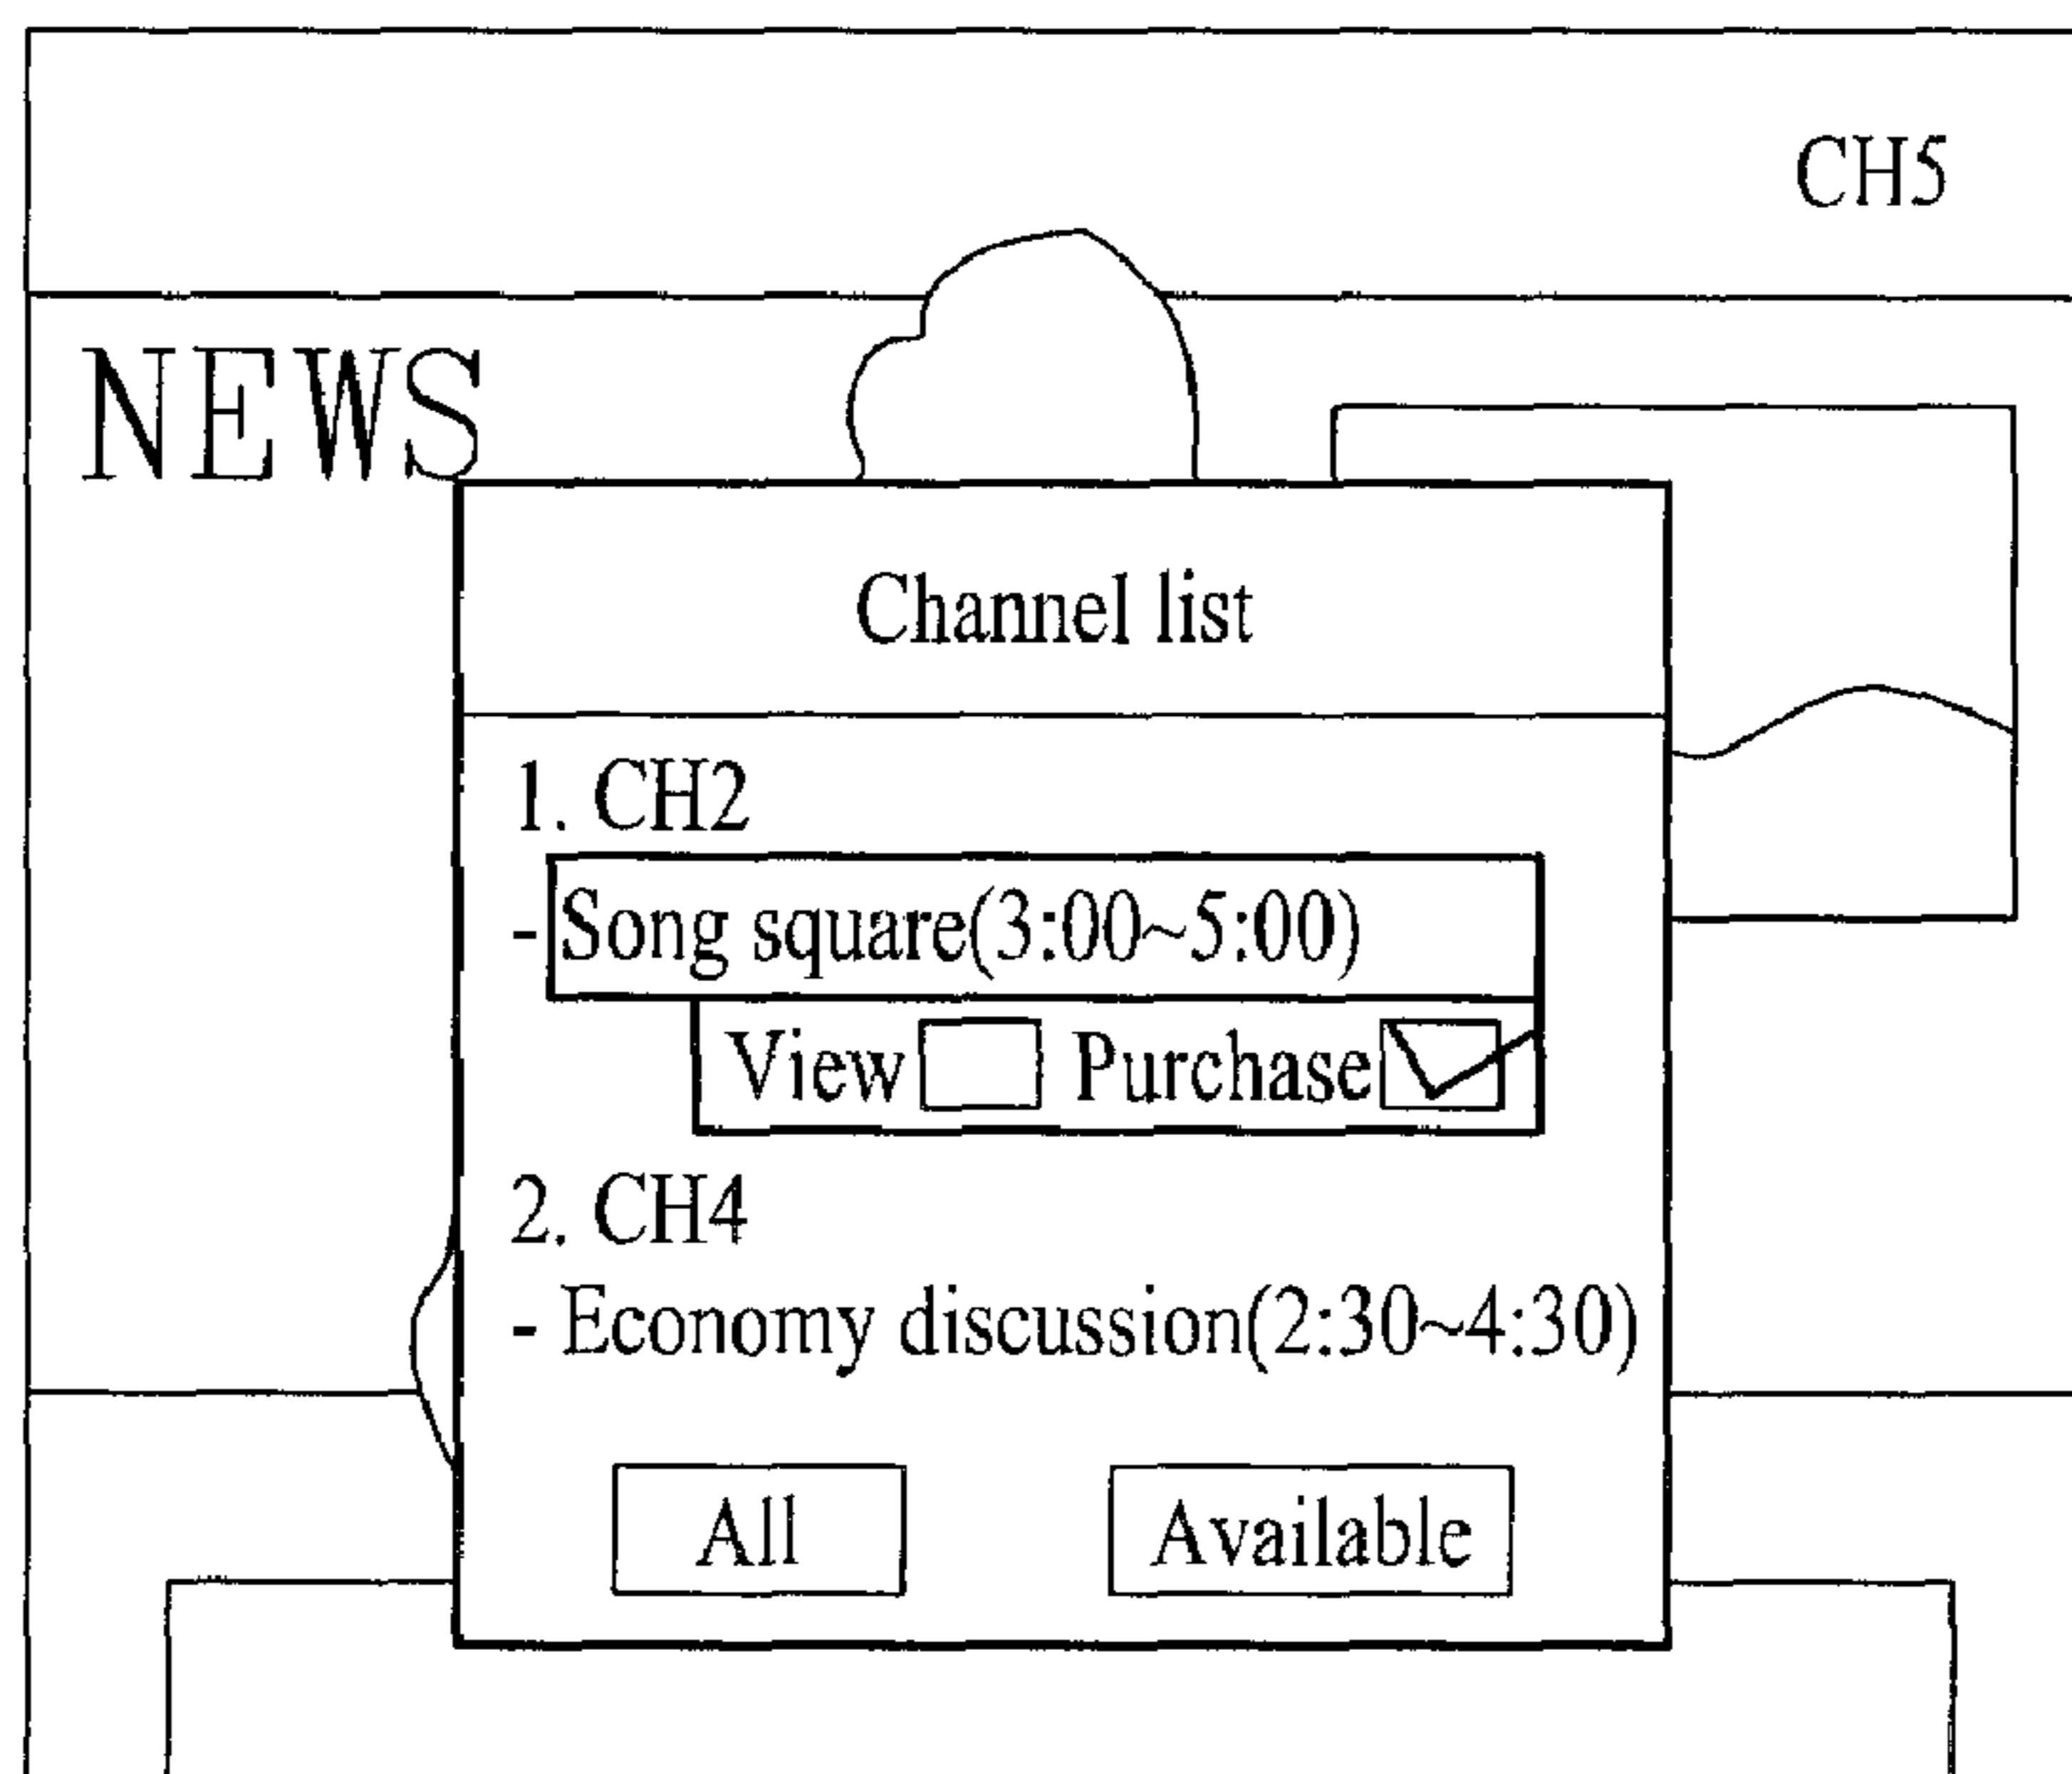 CH5
NEWS
Channel list
1. CH2
- Song square(3:00~5:00)
View Purchase
2. CH4
- Economy discussion(2:30~4:30)
All Available